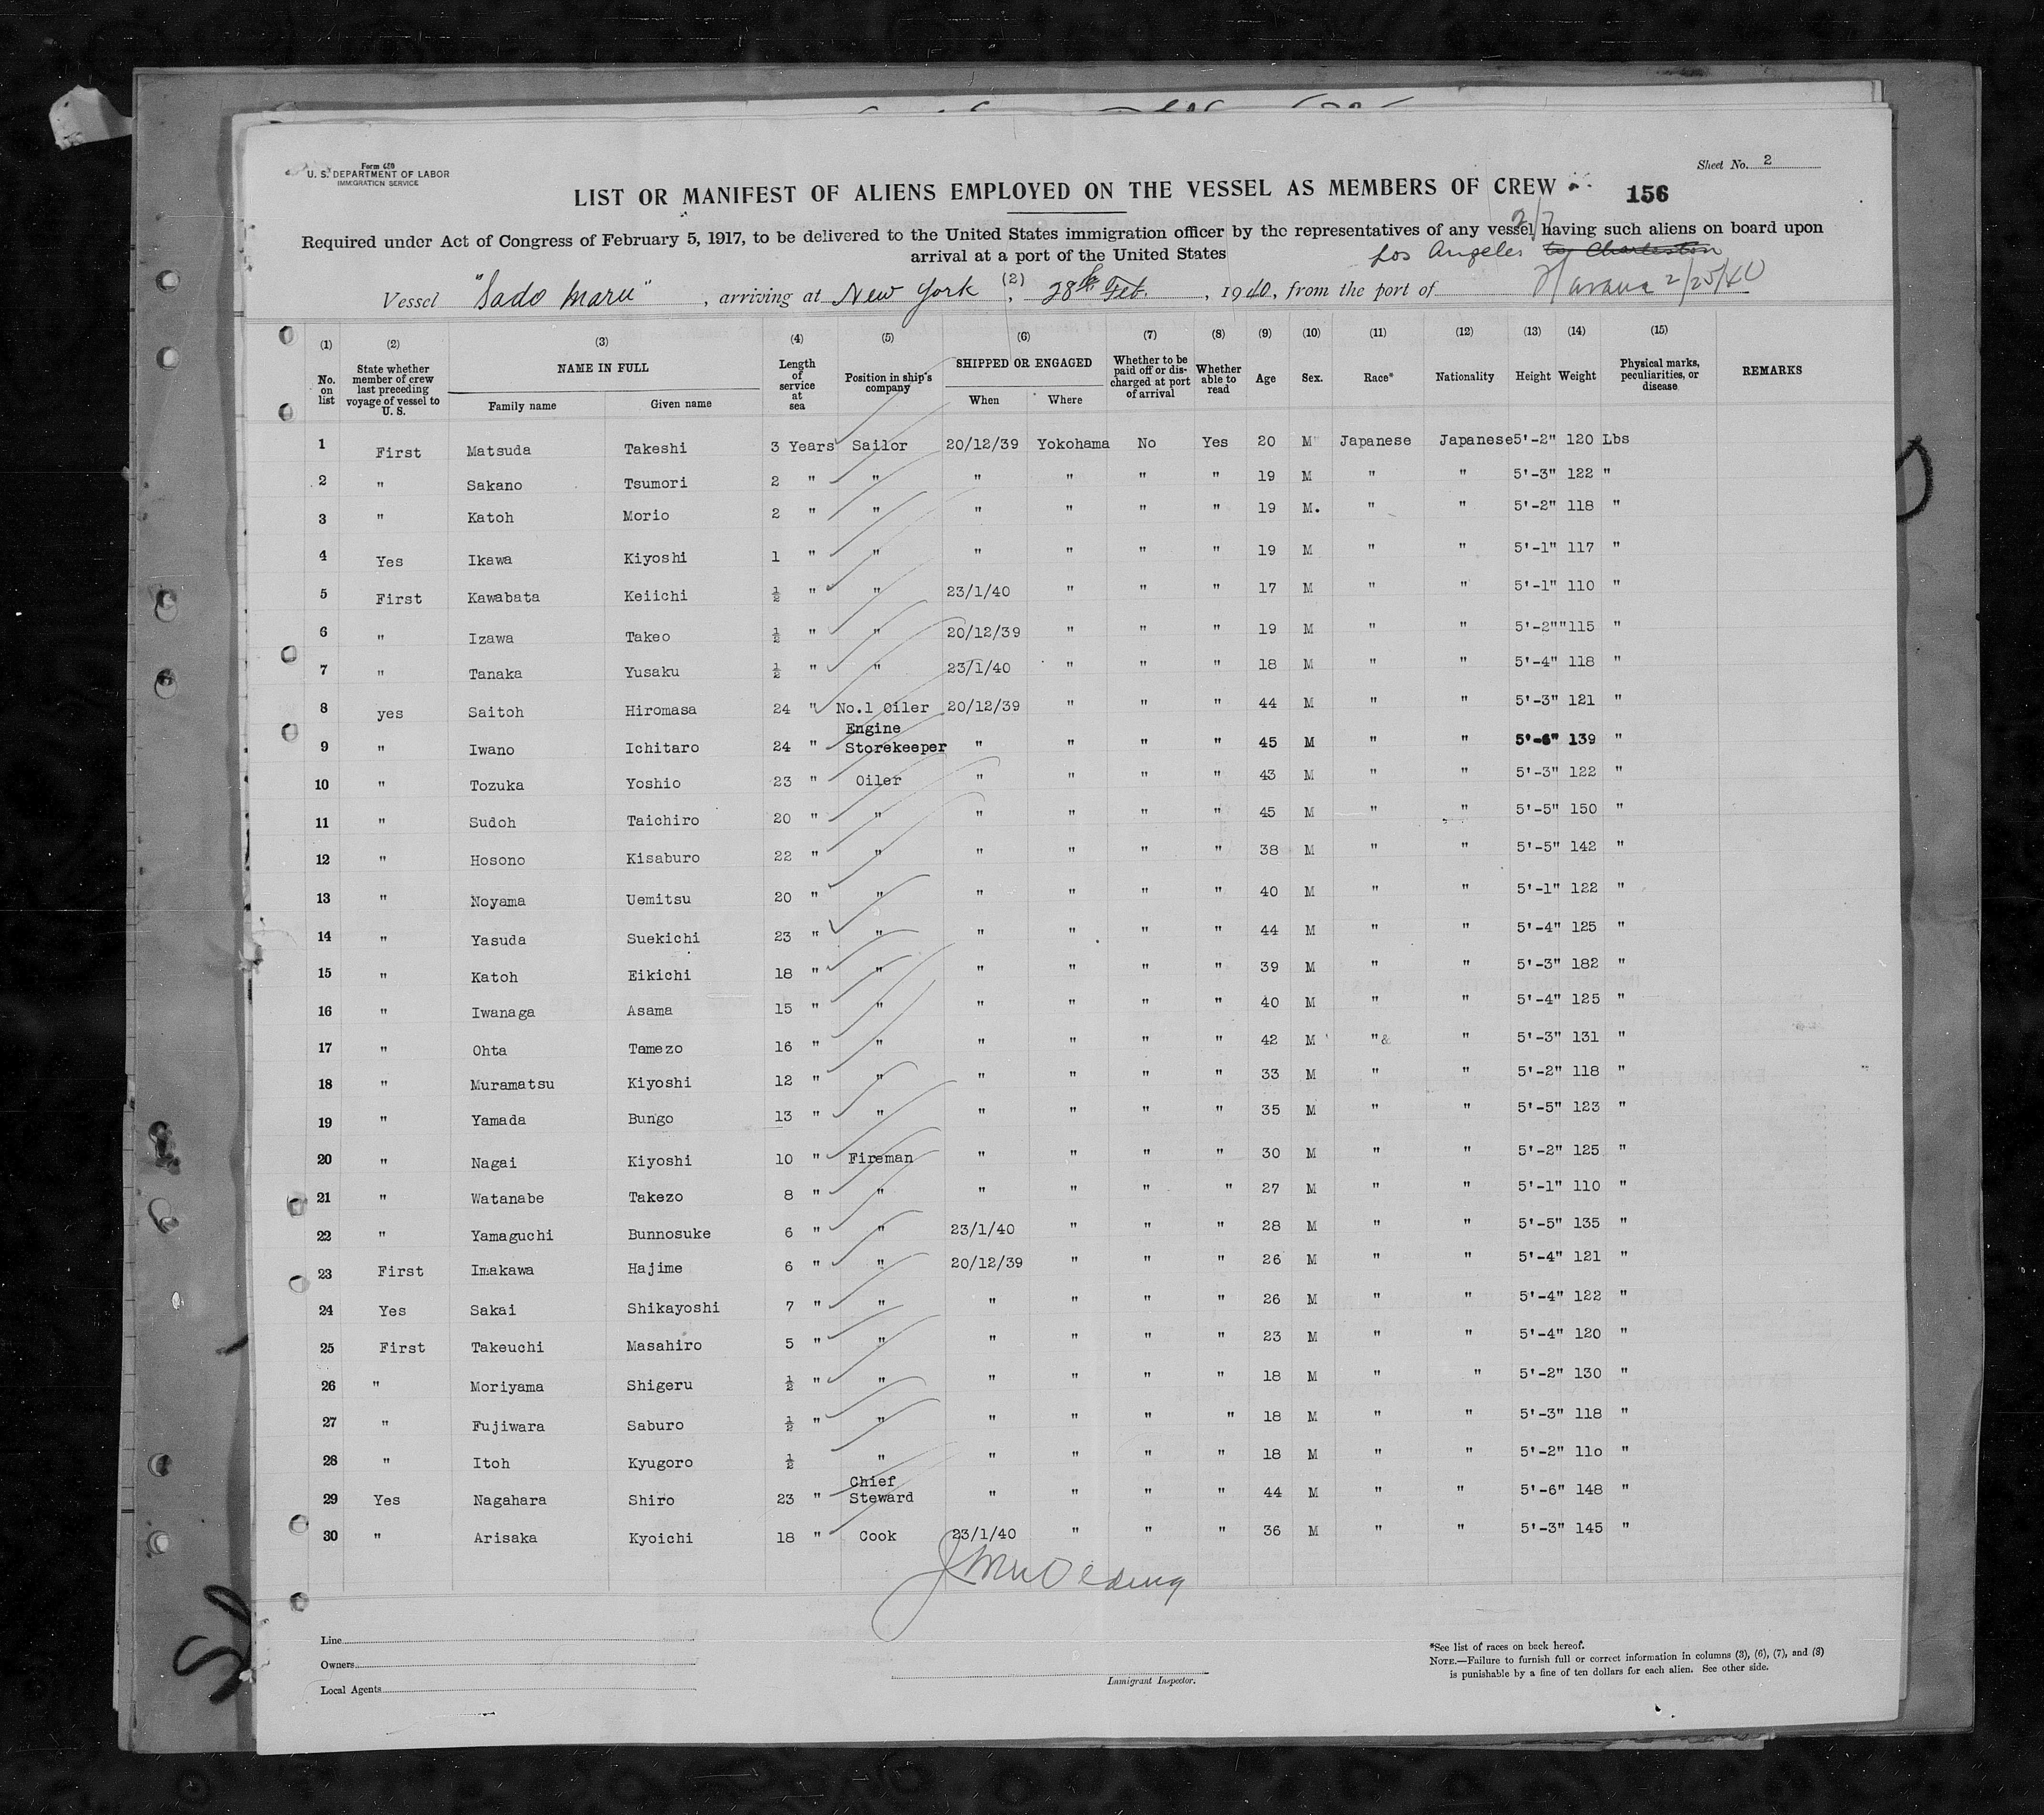 Form 680
U. S. DEPARTMENT OF LABOR
IMMIGRATION SERVICE
Sheet No. 2
LIST OR MANIFEST OF ALIENS EMPLOYED ON THE VESSEL AS MEMBERS OF CREW
156
Required under Act of Congress of February 5, 1917, to be delivered to the United States immigration officer by the representatives of any vessel having such aliens on board upon
arrival at a port of the United States
2/7
Los Angeles to Charleston
Vessel "Sado Maru", arriving at New York (2), 28th Feb., 1940, from the port of Havana 2/25/40
(1) (2) (3) (4) (5) (6) (7) (8) (9) (10) (11) (12) (13) (14) (15)
No. on list State whether member of crew last preceding voyage of vessel to U. S. NAME IN FULL Length of service at sea Position in ship's company SHIPPED OR ENGAGED Whether to be paid off or discharged at port of arrival Whether able to read Age Sex. Race* Nationality Height Weight Physical marks, peculiarities, or disease REMARKS
Family name Given name When Where
1 First Matsuda Takeshi 3 Years Sailor 20/12/39 Yokohama No Yes 20 M Japanese Japanese 5'-2" 120 Lbs
2 " Sakano Tsumori 2 " " " " " " 19 M " " 5'-3" 122 "
3 " Katoh Morio 2 " " " " " " 19 M. " " 5'-2" 118 "
4 Yes Ikawa Kiyoshi 1 " " " " " " 19 M " " 5'-1" 117 "
5 First Kawabata Keiichi ½ " " 23/1/40 " " " 17 M " " 5'-1" 110 "
6 " Izawa Takeo ½ " " 20/12/39 " " " 19 M " " 5'-2"" 115 "
7 " Tanaka Yusaku ½ " " 23/1/40 " " " 18 M " " 5'-4" 118 "
8 yes Saitoh Hiromasa 24 " No.1 Oiler 20/12/39 " " " 44 M " " 5'-3" 121 "
9 " Iwano Ichitaro 24 " Engine Storekeeper " " " " 45 M " " 5'-6" 139 "
10 " Tozuka Yoshio 23 " Oiler " " " " 43 M " " 5'-3" 122 "
11 " Sudoh Taichiro 20 " " " " " " 45 M " " 5'-5" 150 "
12 " Hosono Kisaburo 22 " " " " " " 38 M " " 5'-5" 142 "
13 " Noyama Uemitsu 20 " " " " " " 40 M " " 5'-1" 122 "
14 " Yasuda Suekichi 23 " " " " " " 44 M " " 5'-4" 125 "
15 " Katoh Eikichi 18 " " " " " " 39 M " " 5'-3" 182 "
16 " Iwanaga Asama 15 " " " " " " 40 M " " 5'-4" 125 "
17 " Ohta Tamezo 16 " " " " " " 42 M "& " 5'-3" 131 "
18 " Muramatsu Kiyoshi 12 " " " " " " 33 M " " 5'-2" 118 "
19 " Yamada Bungo 13 " " " " " " 35 M " " 5'-5" 123 "
20 " Nagai Kiyoshi 10 " Fireman " " " " 30 M " " 5'-2" 125 "
21 " Watanabe Takezo 8 " " " " " " 27 M " " 5'-1" 110 "
22 " Yamaguchi Bunnosuke 6 " " 23/1/40 " " " 28 M " " 5'-5" 135 "
23 First Imakawa Hajime 6 " " 20/12/39 " " " 26 M " " 5'-4" 121 "
24 Yes Sakai Shikayoshi 7 " " " " " " 26 M " " 5'-4" 122 "
25 First Takeuchi Masahiro 5 " " " " " " 23 M " " 5'-4" 120 "
26 " Moriyama Shigeru ½ " " " " " " 18 M " " 5'-2" 130 "
27 " Fujiwara Saburo ½ " " " " " " 18 M " " 5'-3" 118 "
28 " Itoh Kyugoro ½ " " " " " 18 M " " 5'-2" 110 "
29 Yes Nagahara Shiro 23 " Chief Steward " " " " 44 M " " 5'-6" 148 "
30 " Arisaka Kyoichi 18 " Cook 23/1/40 " " " 36 M " " 5'-3" 145 "
Line
Owners
Local Agents
Immigrant Inspector.
*See list of races on back hereof.
NOTE.—Failure to furnish full or correct information in columns (3), (6), (7), and (8)
is punishable by a fine of ten dollars for each alien. See other side.